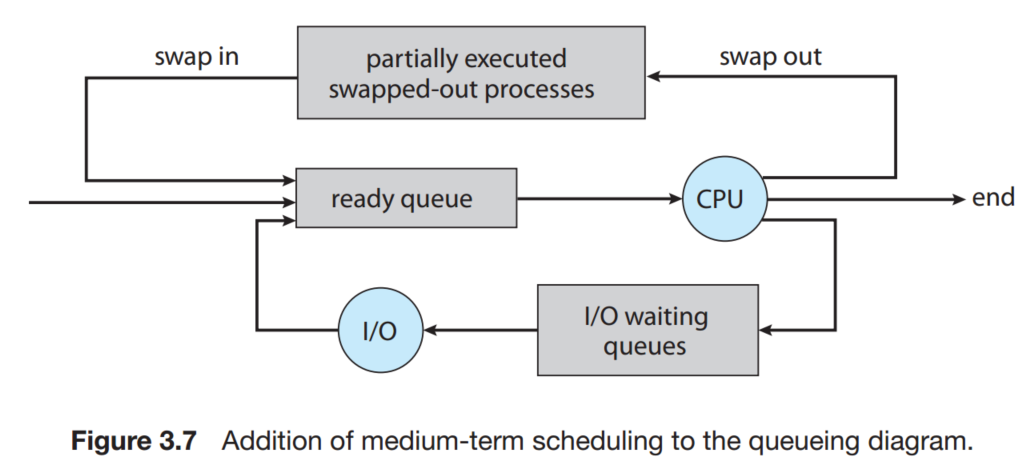 swap in
partially executed
swapped-out processes
swap out
ready queue
CPU
end
I/O
I/O waiting
queues
Figure 3.7 Addition of medium-term scheduling to the queueing diagram.